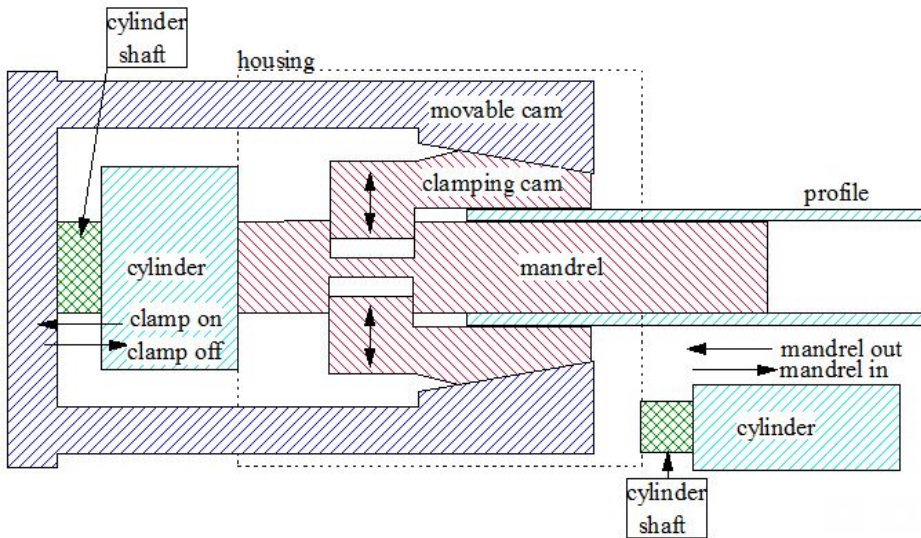 cylinder
shaft
housing
movable cam
clamping cam
profile
cylinder
mandrel
clamp on
clamp off
mandrel out
mandrel in
cylinder
cylinder
shaft